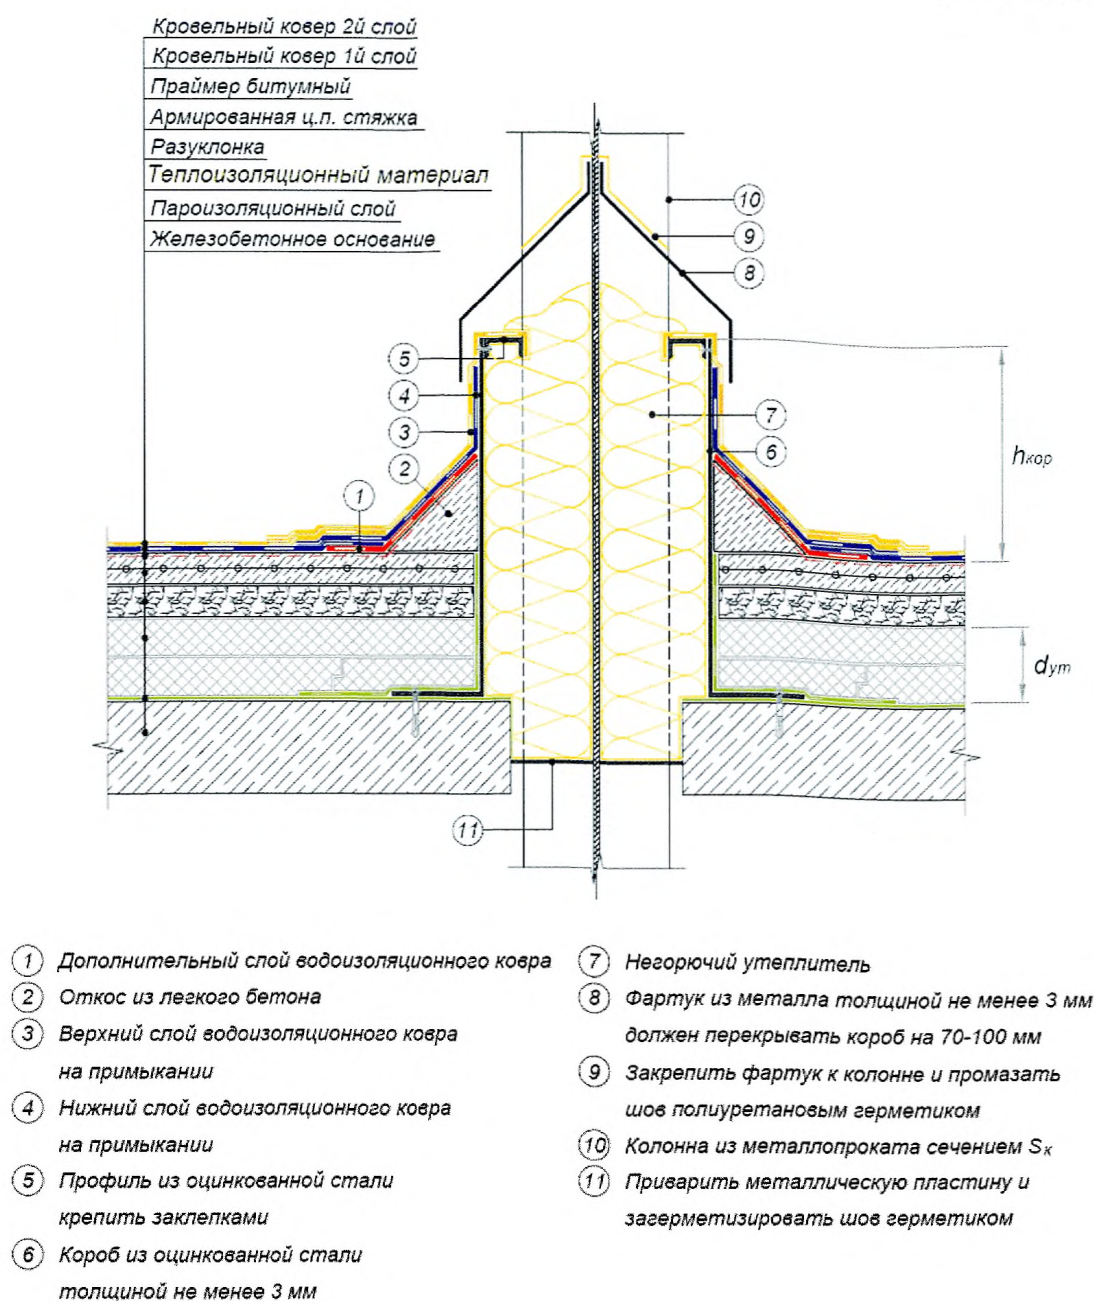 Кровельный ковер 2й слой
Кровельный ковер 1й слой
Праймер битумный
Армированная ц.п. стяжка
Разуклонка
Теплоизоляционный материал
Пароизоляционный слой
Железобетонное основание
10
9
8
5
4
3
2
1
7
6
hкор
dут
11
1 Дополнительный слой водоизоляционного ковра
2 Откос из легкого бетона
3 Верхний слой водоизоляционного ковра
на примыкании
4 Нижний слой водоизоляционного ковра
на примыкании
5 Профиль из оцинкованной стали
крепить заклепками
6 Короб из оцинкованной стали
толщиной не менее 3 мм
7 Негорючий утеплитель
8 Фартук из металла толщиной не менее 3 мм
должен перекрывать короб на 70-100 мм
9 Закрепить фартук к колонне и промазать
шов полиуретановым герметиком
10 Колонна из металлопроката сечением Sк
11 Приварить металлическую пластину и
загерметизировать шов герметиком